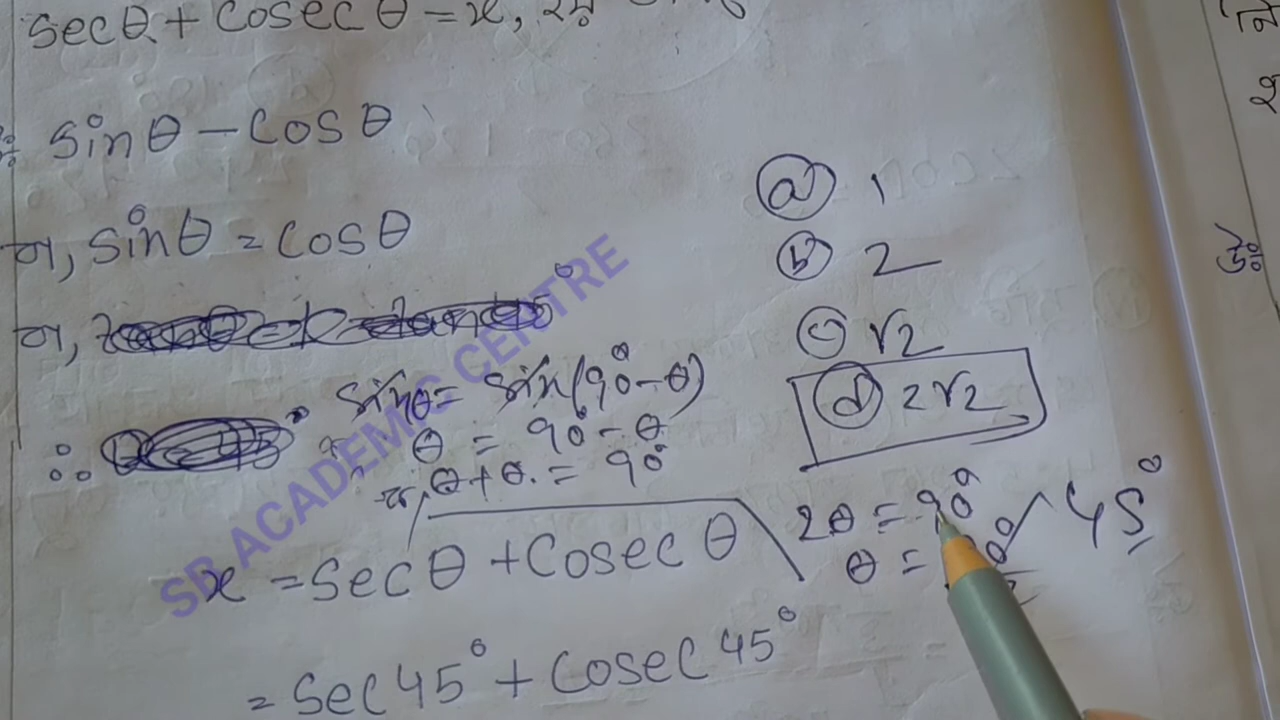 secθ + cosecθ = x,
sinθ - cosθ
বা, sinθ = cosθ
বা,
sinθ = sin(90° - θ)
∴ θ = 90° - θ
বা, θ + θ = 90°
2θ = 90°
θ = 45°
x = secθ + cosecθ
= sec45° + cosec45°
ⓐ 1
ⓑ 2
ⓒ √2
ⓓ 2√2
SB ACADEMIC CENTRE